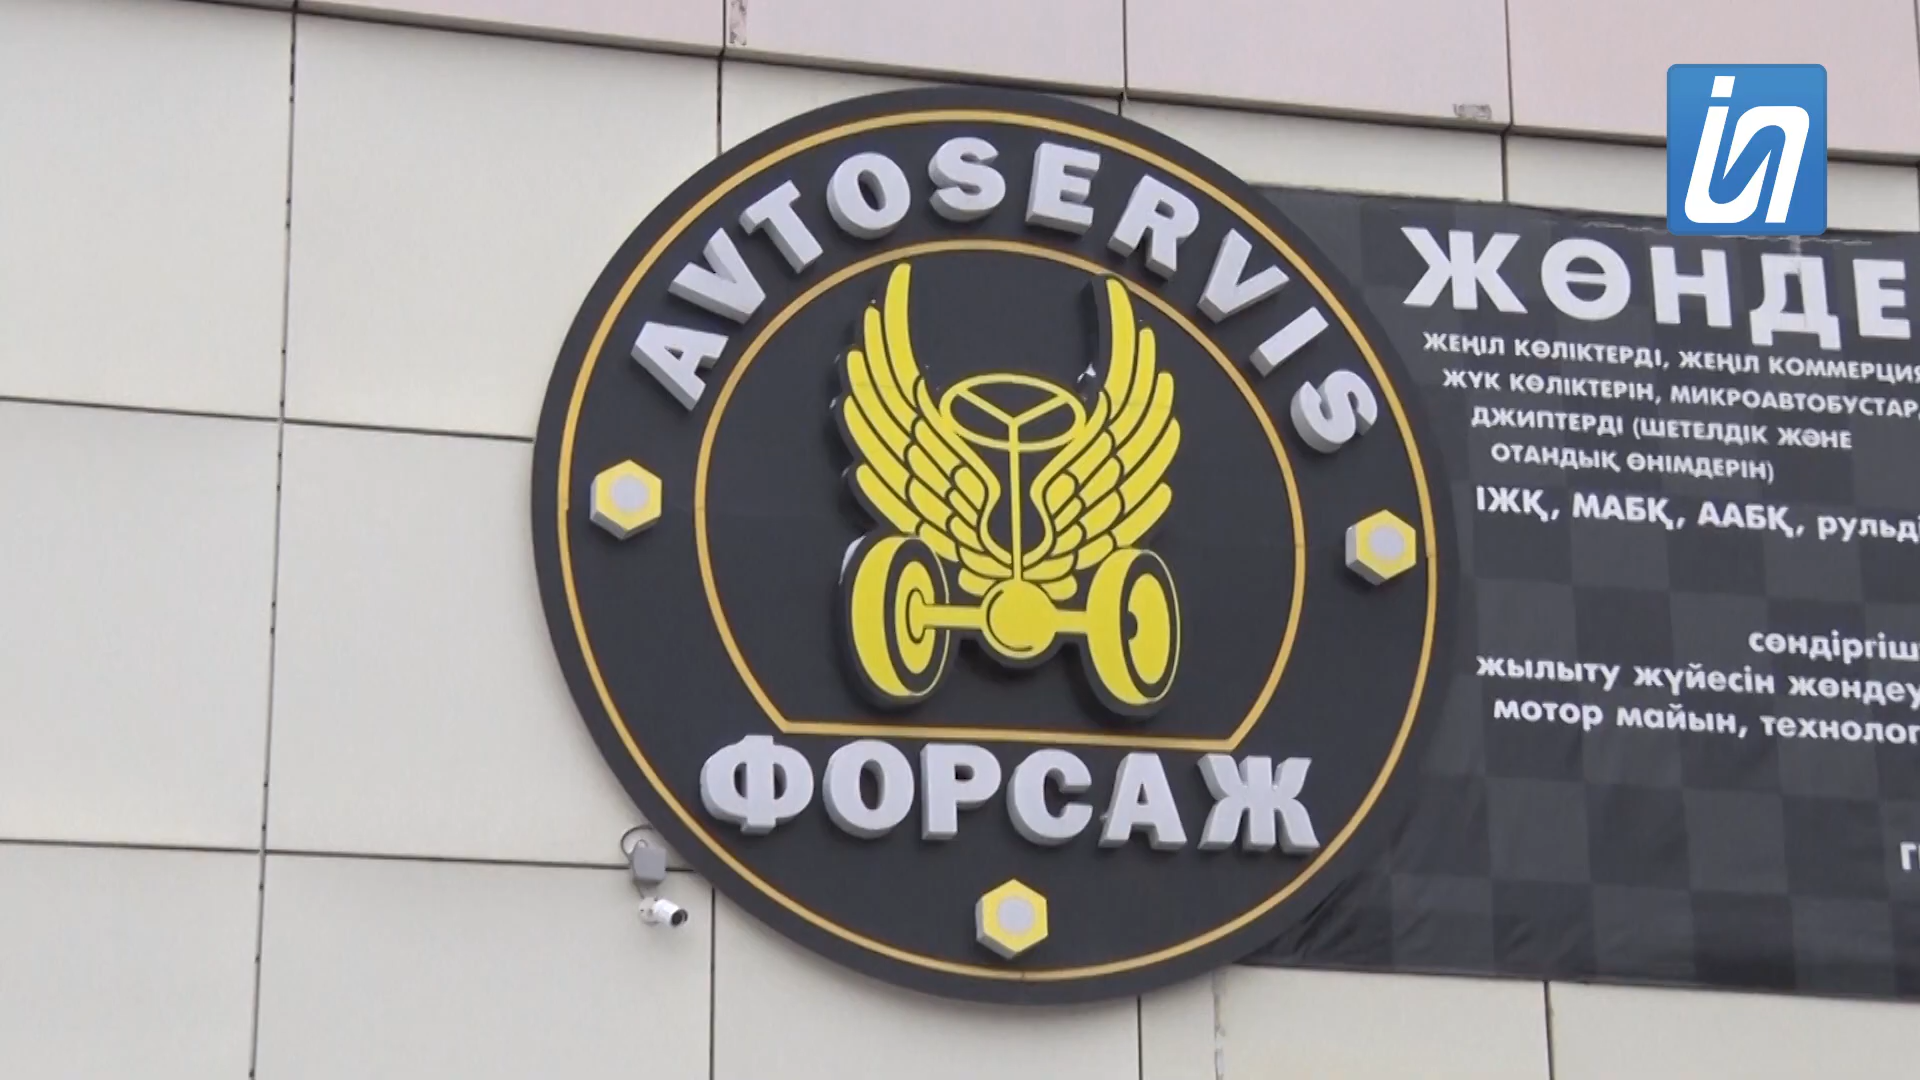 AVTOSERVIS
ФОРСАЖ
ЖӨНДЕ
ЖЕҢІЛ КӨЛІКТЕРДІ, ЖЕҢІЛ КОММЕРЦИЯ
ЖҮК КӨЛІКТЕРІН, МИКРОАВТОБУСТАР
ДЖИПТЕРДІ (ШЕТЕЛДІК ЖӘНЕ
ОТАНДЫҚ ӨНІМДЕРІН)
ІЖҚ, МАБҚ, ААБҚ, рульд
сөндіргіш
жылыту жүйесін жөндеу
мотор майын, технолог